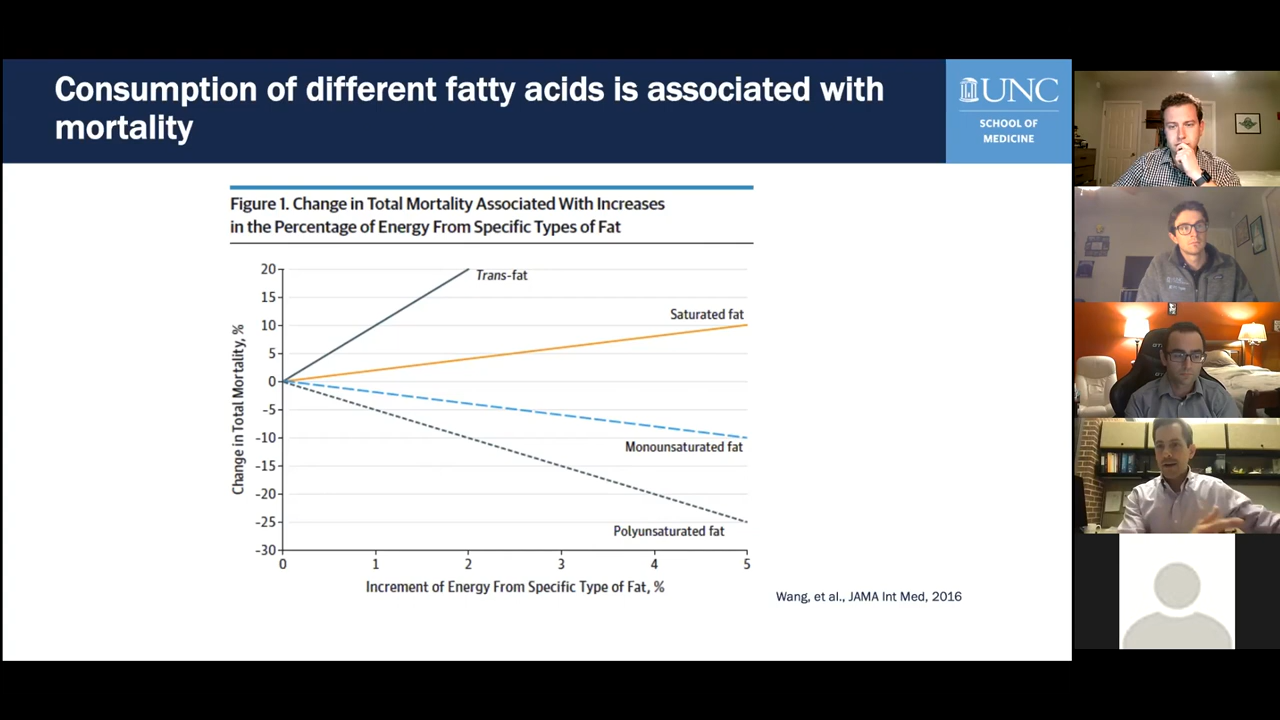 Consumption of different fatty acids is associated with
mortality
UNC
SCHOOL OF
MEDICINE
Figure 1. Change in Total Mortality Associated With Increases
in the Percentage of Energy From Specific Types of Fat
Change in Total Mortality, %
20
15
10
5
0
-5
-10
-15
-20
-25
-30
Trans-fat
Saturated fat
Monounsaturated fat
Polyunsaturated fat
0 1 2 3 4 5
Increment of Energy From Specific Type of Fat, %
Wang, et al., JAMA Int Med, 2016